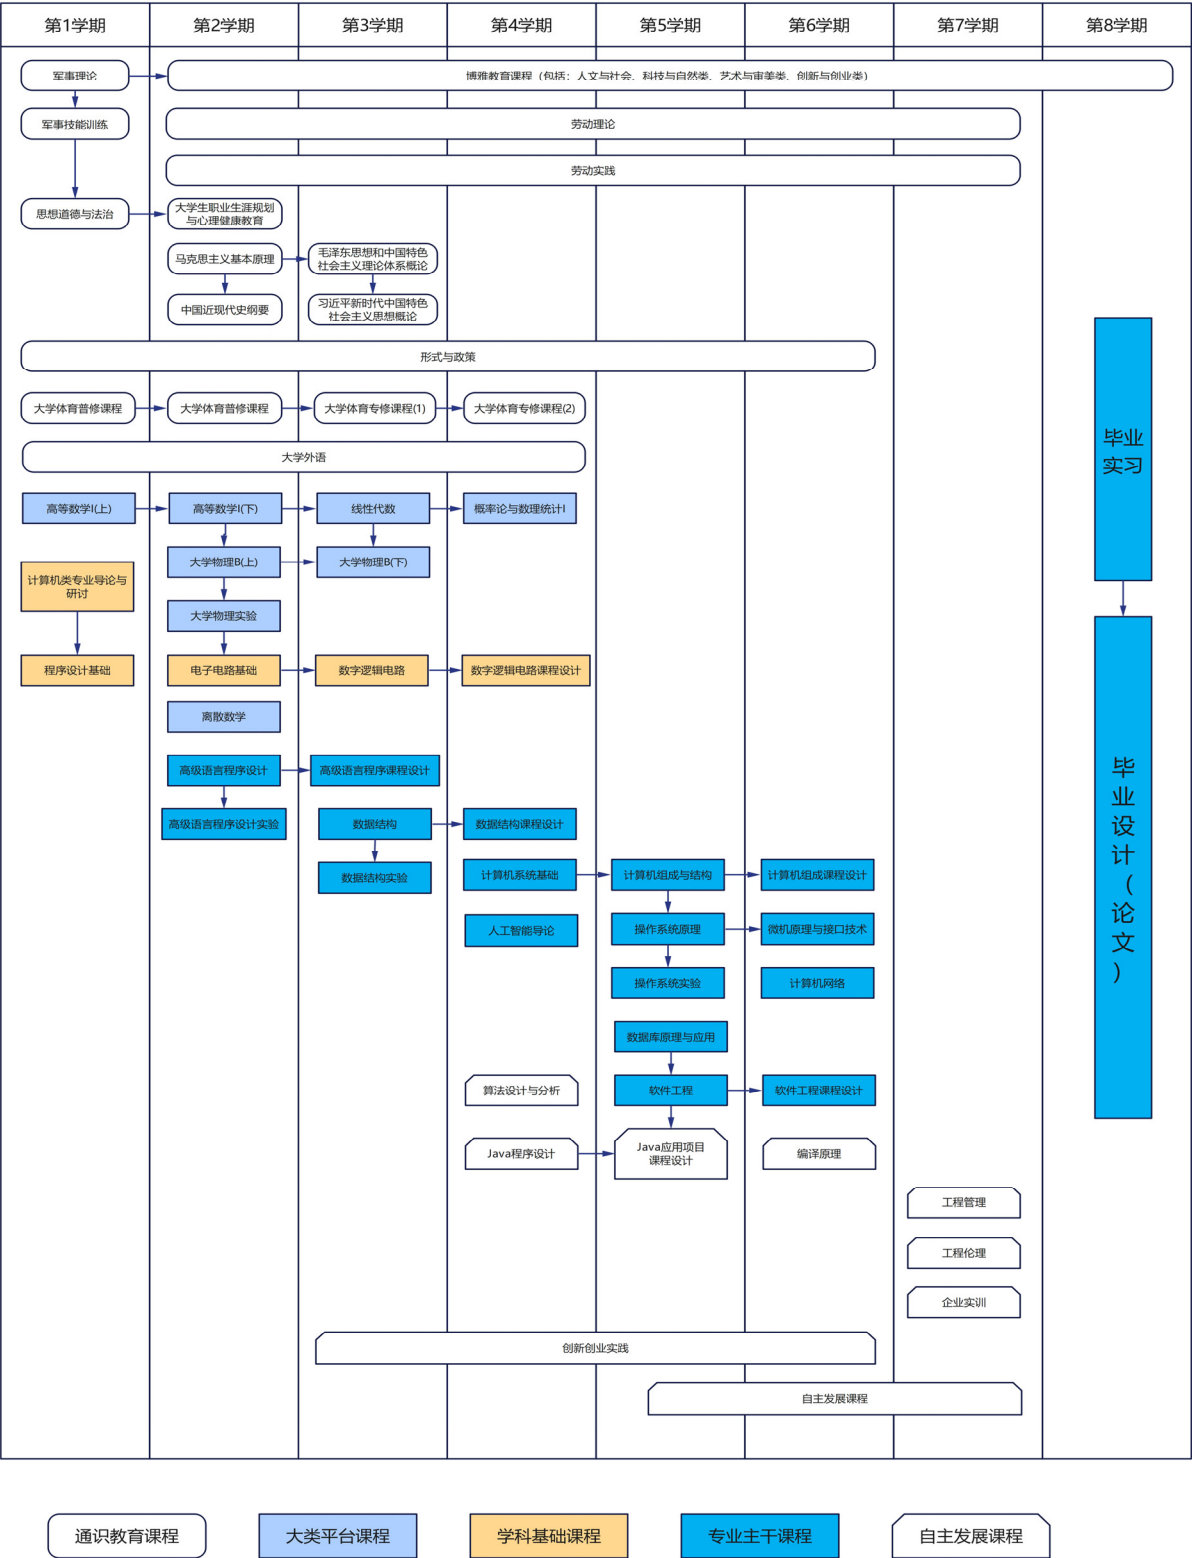 第1学期
第2学期
第3学期
第4学期
第5学期
第6学期
第7学期
第8学期
军事理论
博雅教育课程（包括：人文与社会、科技与自然类、艺术与审美类、创新与创业类）
军事技能训练
劳动理论
劳动实践
思想道德与法治
大学生职业生涯规划
与心理健康教育
马克思主义基本原理
毛泽东思想和中国特色
社会主义理论体系概论
中国近现代史纲要
习近平新时代中国特色
社会主义思想概论
形式与政策
大学体育普修课程
大学体育普修课程
大学体育专修课程(1)
大学体育专修课程(2)
大学外语
毕业
实习
高等数学I(上)
高等数学I(下)
线性代数
概率论与数理统计I
大学物理B(上)
大学物理B(下)
计算机类专业导论与
研讨
大学物理实验
程序设计基础
电子电路基础
数字逻辑电路
数字逻辑电路课程设计
离散数学
高级语言程序设计
高级语言程序课程设计
高级语言程序设计实验
数据结构
数据结构课程设计
数据结构实验
计算机系统基础
计算机组成与结构
计算机组成课程设计
人工智能导论
操作系统原理
微机原理与接口技术
操作系统实验
计算机网络
数据库原理与应用
算法设计与分析
软件工程
软件工程课程设计
Java程序设计
Java应用项目
课程设计
编译原理
毕业设计（论文）
工程管理
工程伦理
企业实训
创新创业实践
自主发展课程
通识教育课程
大类平台课程
学科基础课程
专业主干课程
自主发展课程